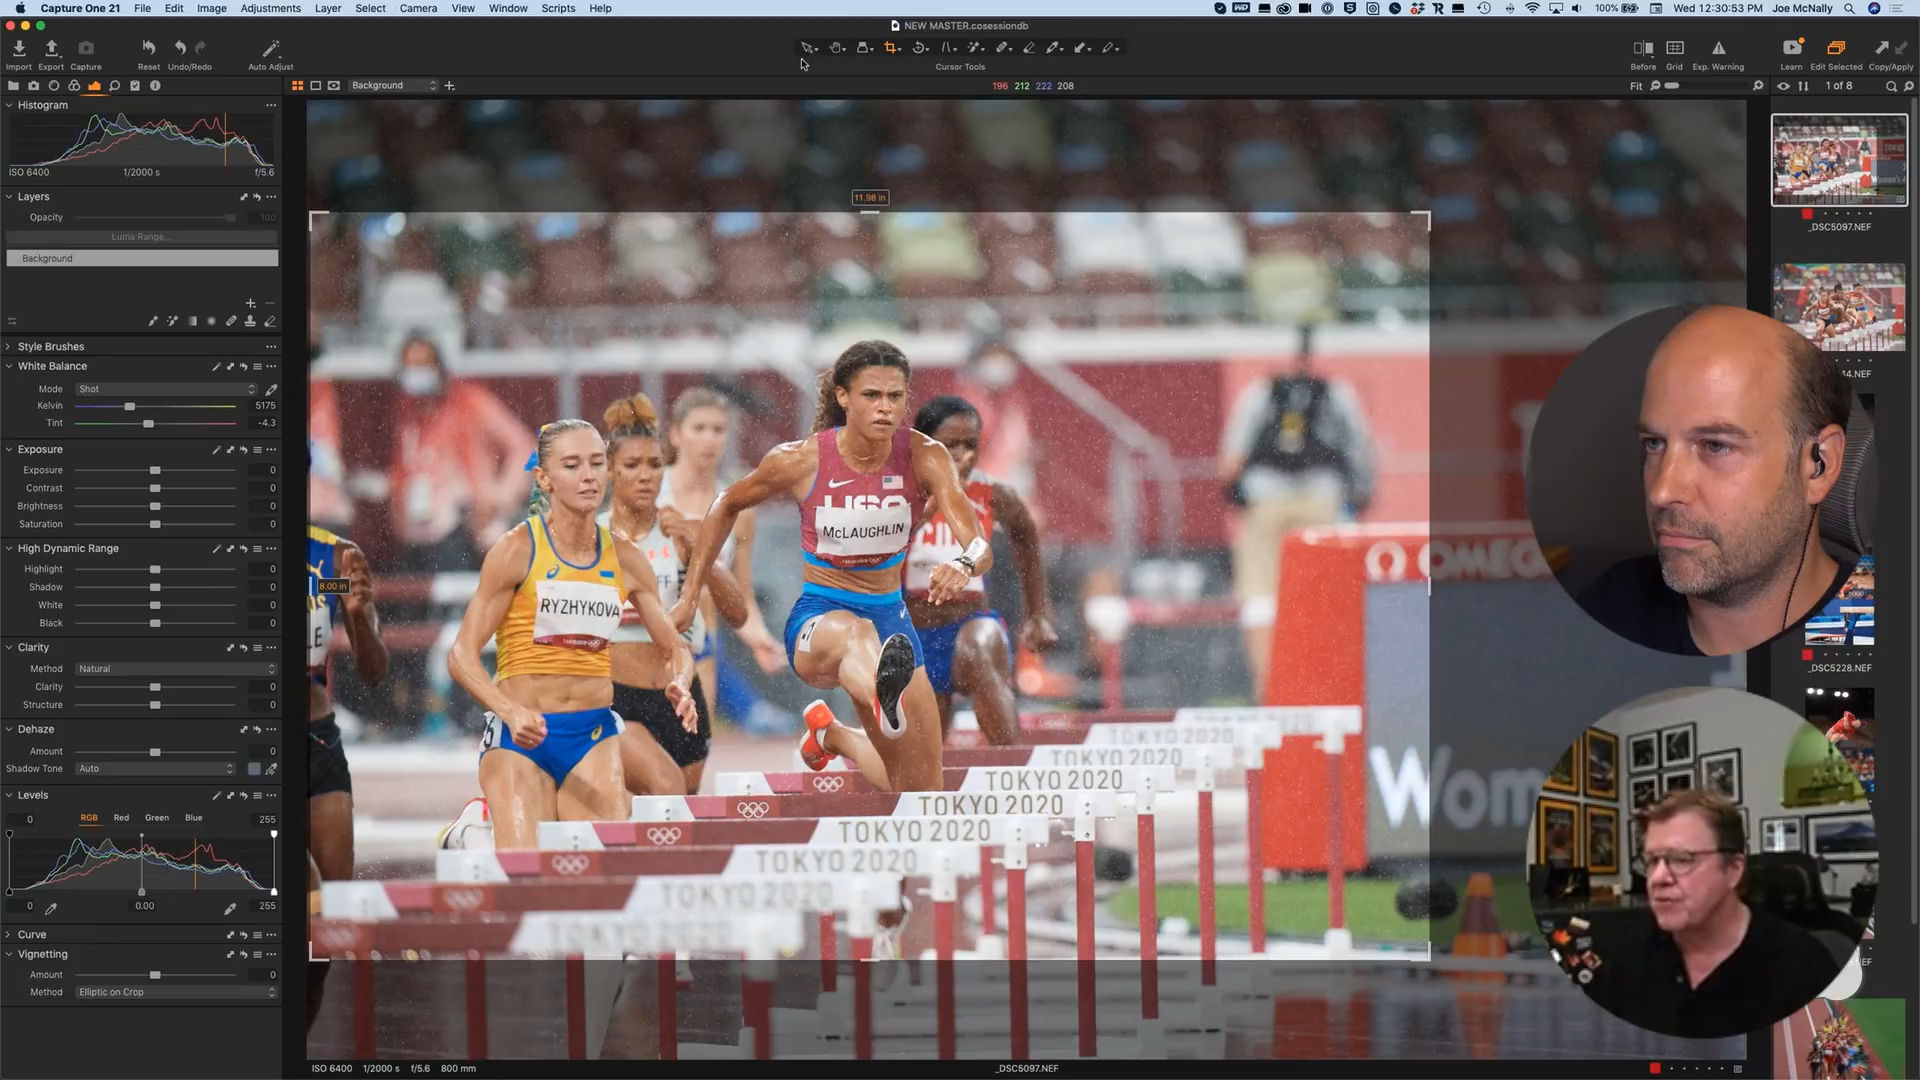 Capture One 21 File Edit Image Adjustments Layer Select Camera View Window Scripts Help
100% Wed 12:30:53 PM Joe McNally
NEW MASTER.cosessiondb
Import Export Capture Reset Undo/Redo Auto Adjust
Cursor Tools
Before Grid Exp. Warning Learn Edit Selected Copy/Apply
Background
196 212 222 208
Fit
1 of 8
Histogram
ISO 6400 1/2000 s f/5.6
Layers
Opacity 100
Luma Range...
Background
Style Brushes
White Balance
Mode Shot
Kelvin 5175
Tint -4.3
Exposure
Exposure 0
Contrast 0
Brightness 0
Saturation 0
High Dynamic Range
Highlight 0
Shadow 0
White 0
Black 0
Clarity
Method Natural
Clarity 0
Structure 0
Dehaze
Amount 0
Shadow Tone Auto
Levels
0 RGB Red Green Blue 255
0 0.00 255
Curve
Vignetting
Amount 0
Method Elliptic on Crop
11.98 in
8.00 in
USA
McLAUGHLIN
RYZHYKOVA
OMEGA
Wom
TOKYO 2020
TOKYO 2020
TOKYO 2020
TOKYO 2020
TOKYO 2020
TOKYO 2020
TOKYO 2020
ISO 6400 1/2000 s f/5.6 800 mm
_DSC5097.NEF
_DSC5097.NEF
_DSC5228.NEF